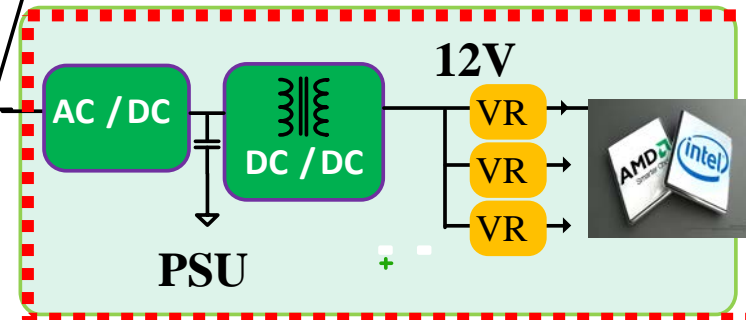 12V
AC / DC
DC / DC
VR
VR
VR
PSU
AMD
intel